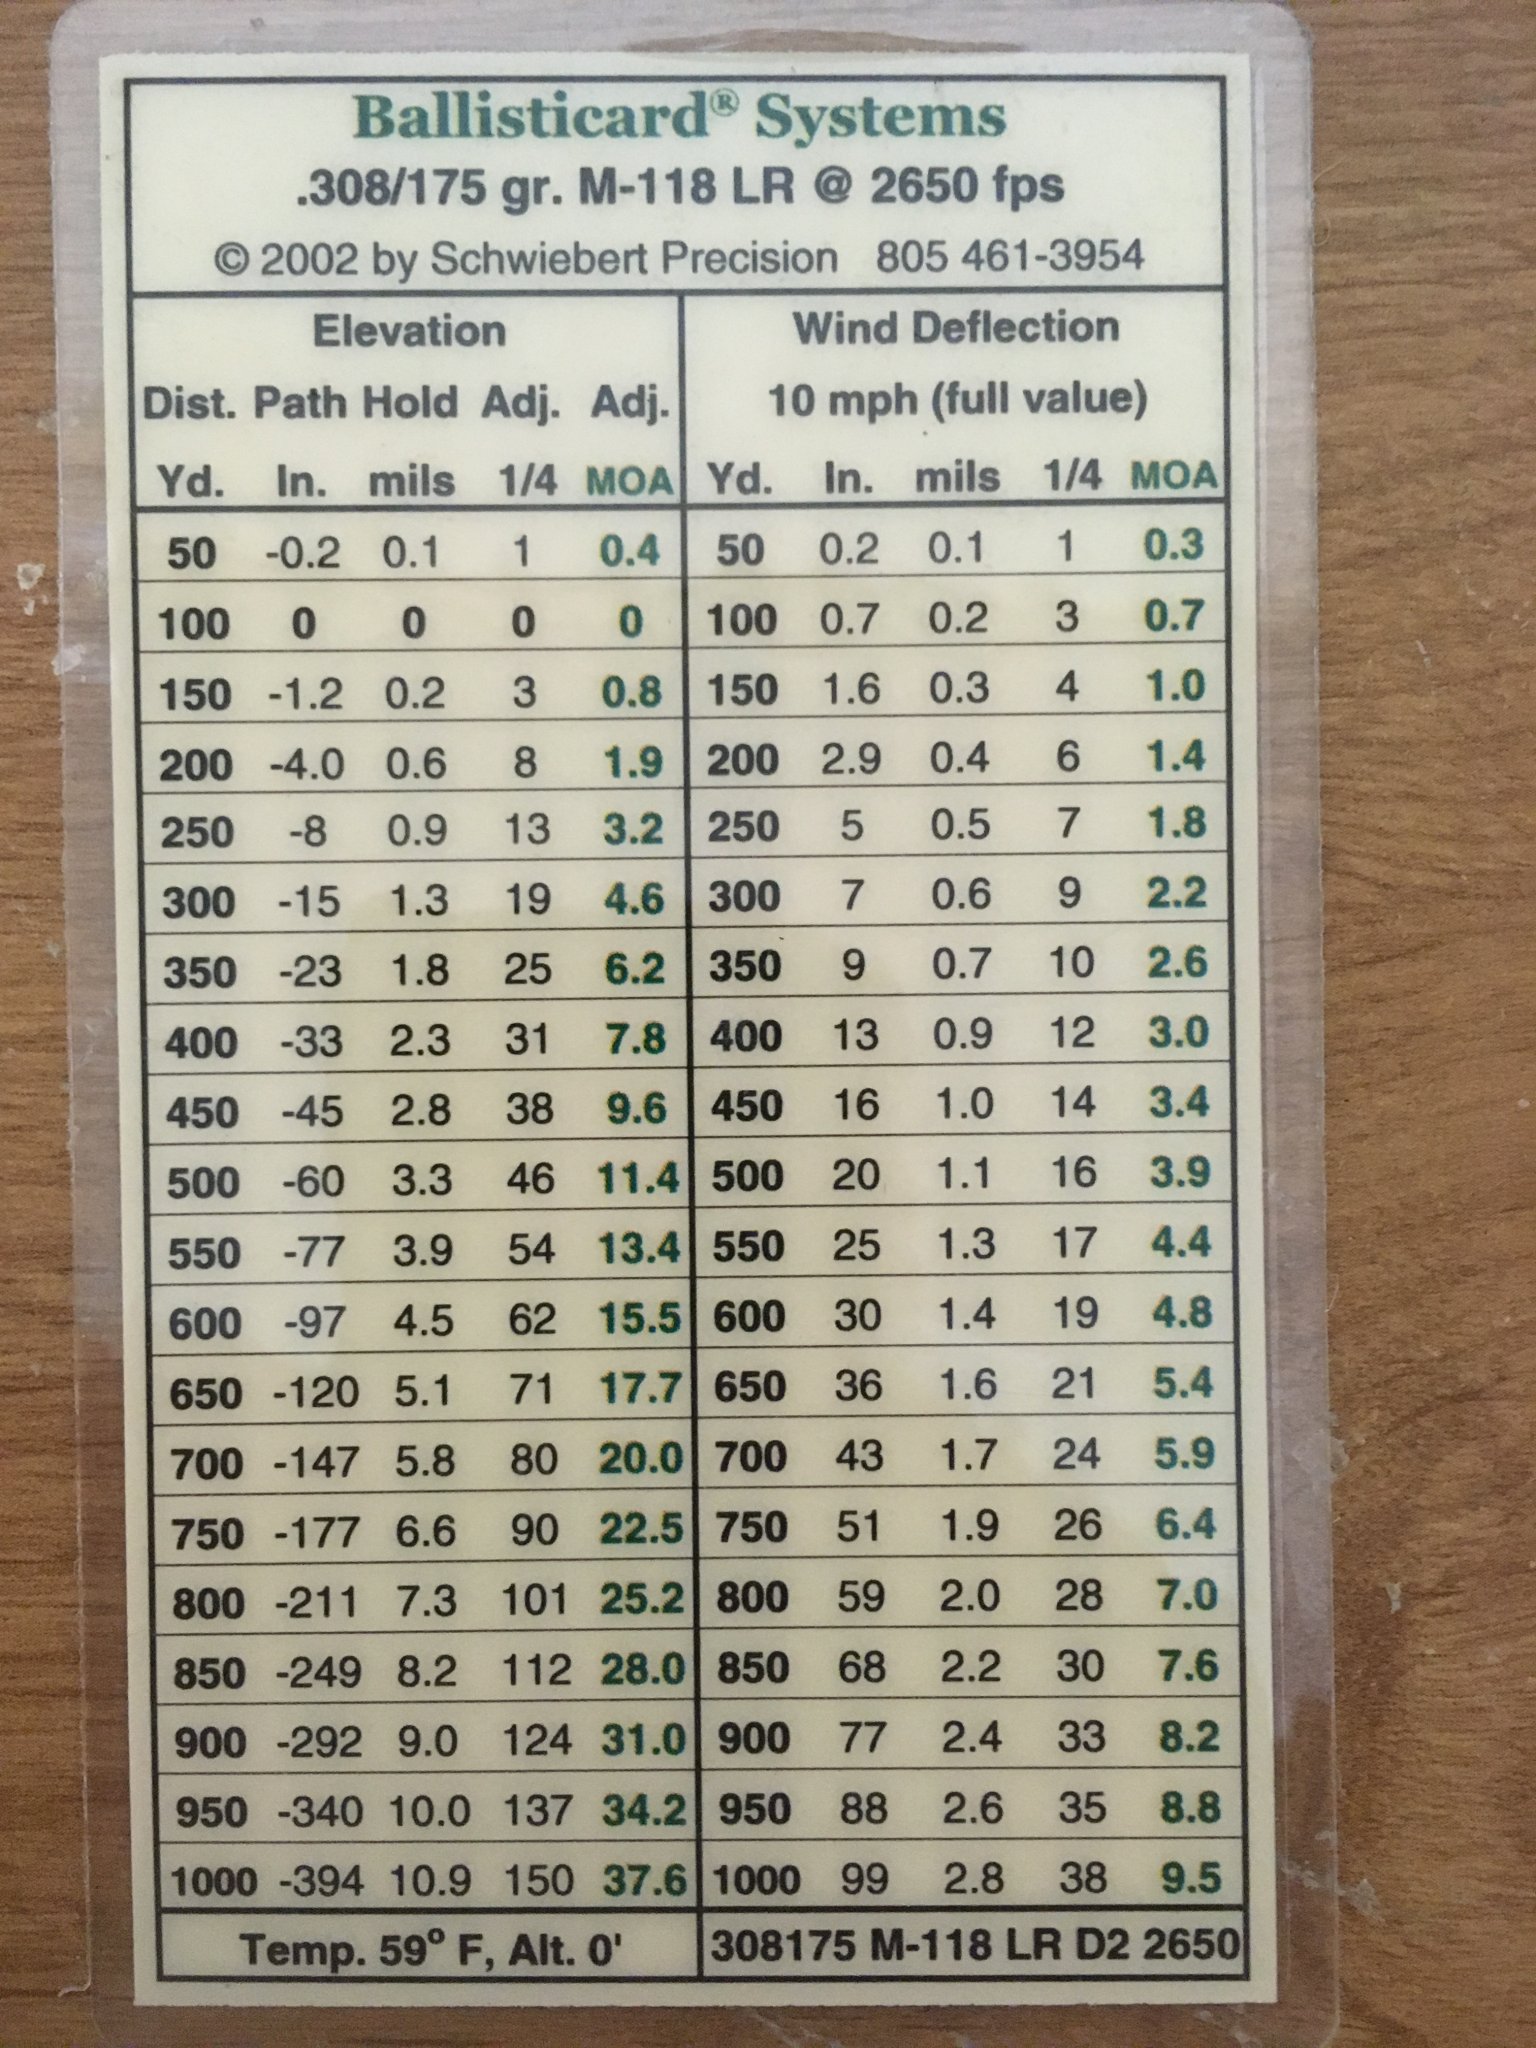 Ballisticard® Systems
.308/175 gr. M-118 LR @ 2650 fps
© 2002 by Schwiebert Precision 805 461-3954
Elevation Wind Deflection
Dist. Path Hold Adj. Adj. 10 mph (full value)
Yd. In. mils 1/4 MOA Yd. In. mils 1/4 MOA
50 -0.2 0.1 1 0.4 50 0.2 0.1 1 0.3
100 0 0 0 0 100 0.7 0.2 3 0.7
150 -1.2 0.2 3 0.8 150 1.6 0.3 4 1.0
200 -4.0 0.6 8 1.9 200 2.9 0.4 6 1.4
250 -8 0.9 13 3.2 250 5 0.5 7 1.8
300 -15 1.3 19 4.6 300 7 0.6 9 2.2
350 -23 1.8 25 6.2 350 9 0.7 10 2.6
400 -33 2.3 31 7.8 400 13 0.9 12 3.0
450 -45 2.8 38 9.6 450 16 1.0 14 3.4
500 -60 3.3 46 11.4 500 20 1.1 16 3.9
550 -77 3.9 54 13.4 550 25 1.3 17 4.4
600 -97 4.5 62 15.5 600 30 1.4 19 4.8
650 -120 5.1 71 17.7 650 36 1.6 21 5.4
700 -147 5.8 80 20.0 700 43 1.7 24 5.9
750 -177 6.6 90 22.5 750 51 1.9 26 6.4
800 -211 7.3 101 25.2 800 59 2.0 28 7.0
850 -249 8.2 112 28.0 850 68 2.2 30 7.6
900 -292 9.0 124 31.0 900 77 2.4 33 8.2
950 -340 10.0 137 34.2 950 88 2.6 35 8.8
1000 -394 10.9 150 37.6 1000 99 2.8 38 9.5
Temp. 59° F, Alt. 0' 308175 M-118 LR D2 2650